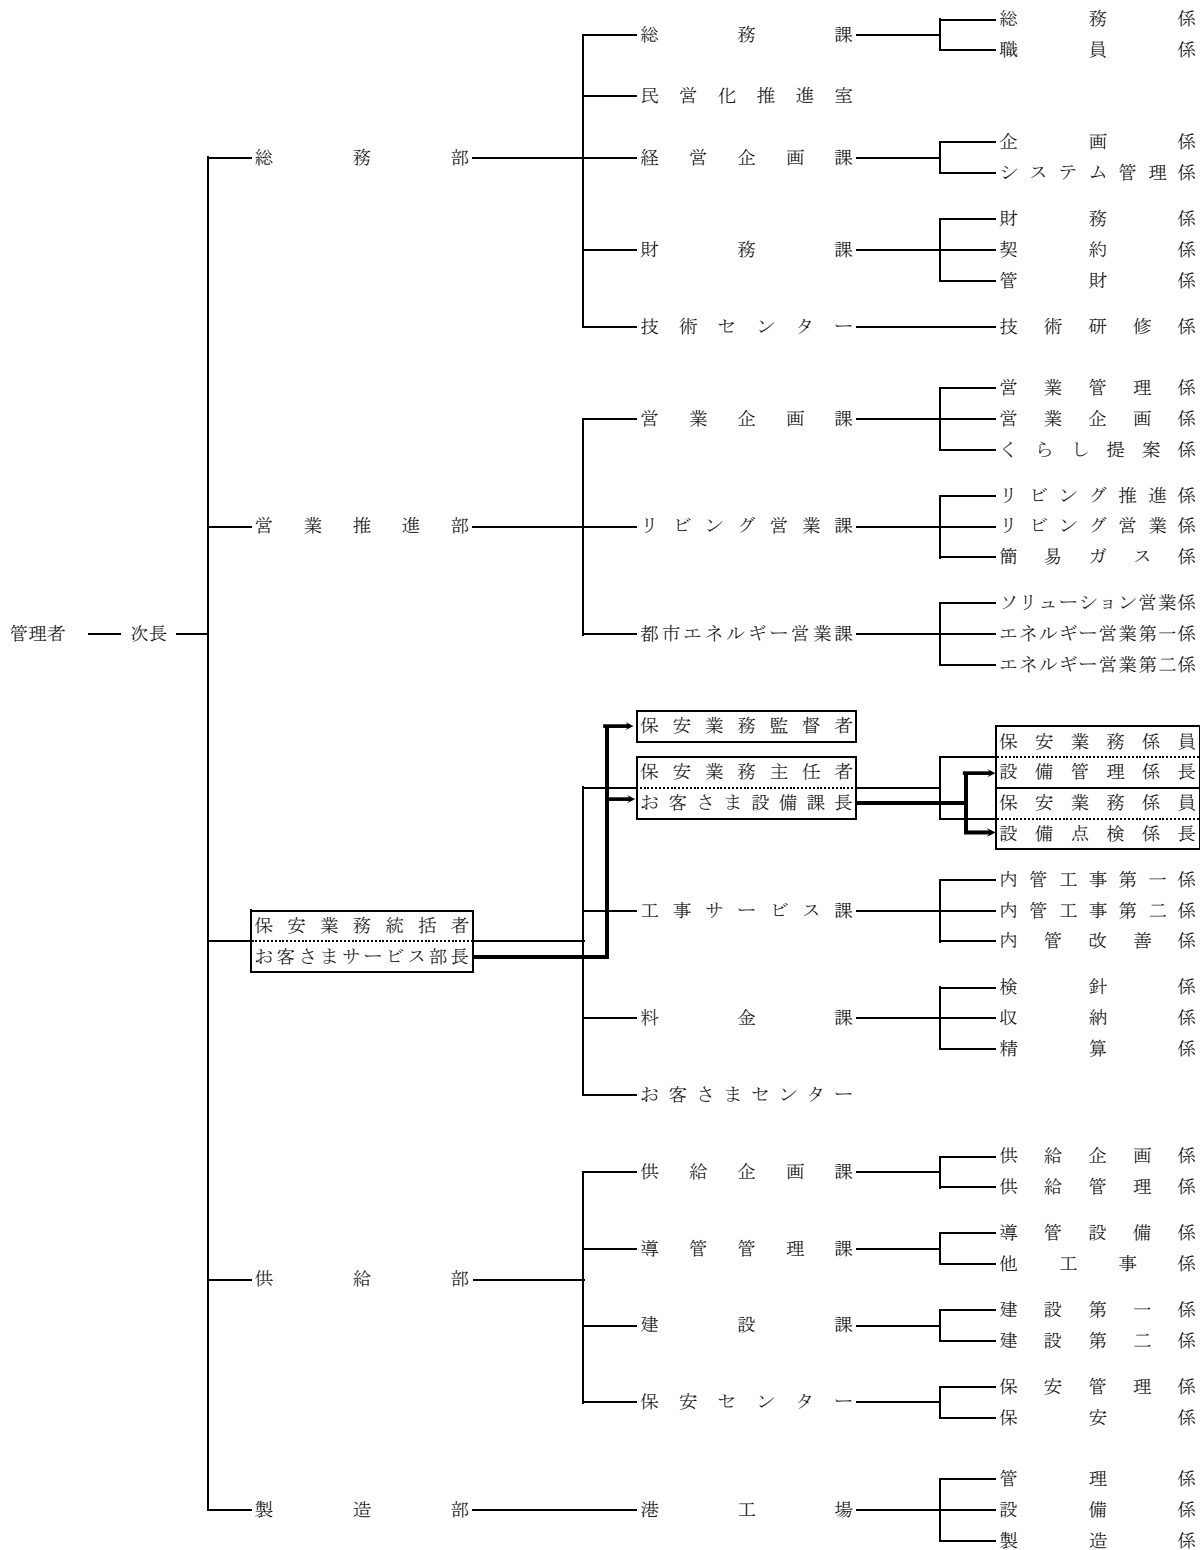 総務係
総務課
職員係
民営化推進室
企画係
総務部
経営企画課
システム管理係
財務係
財務課
契約係
管財係
技術センター
技術研修係
営業管理係
営業企画課
営業企画係
くらし提案係
リビング推進係
営業推進部
リビング営業課
リビング営業係
簡易ガス係
ソリューション営業係
管理者
次長
都市エネルギー営業課
エネルギー営業第一係
エネルギー営業第二係
保安業務監督者
保安業務係員
保安業務主任者
設備管理係長
お客さま設備課長
保安業務係員
設備点検係長
内管工事第一係
工事サービス課
内管工事第二係
保安業務統括者
内管改善係
お客さまサービス部長
検針係
料金課
収納係
精算係
お客さまセンター
供給企画係
供給企画課
供給管理係
導管設備係
導管管理課
他工事係
供給部
建設第一係
建設課
建設第二係
保安管理係
保安センター
保安係
管理係
製造部
港工場
設備係
製造係